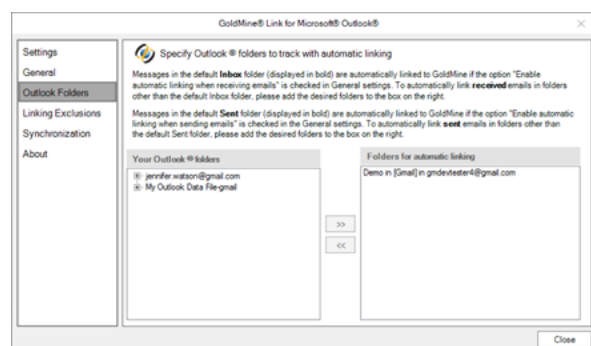 GoldMine® Link for Microsoft® Outlook®
Settings
General
Outlook Folders
Linking Exclusions
Synchronization
About
Specify Outlook ® folders to track with automatic linking
Messages in the default Inbox folder (displayed in bold) are automatically linked to GoldMine if the option "Enable
automatic linking when receiving emails" is checked in General settings. To automatically link received emails in folders
other than the default Inbox folder, please add the desired folders to the box on the right.
Messages in the default Sent folder (displayed in bold) are automatically linked to GoldMine if the option "Enable automatic
linking when sending emails" is checked in the General settings. To automatically link sent emails in folders other than
the default Sent folder, please add the desired folders to the box on the right.
Your Outlook ® folders
jennifer.watson@gmail.com
My Outlook Data File-gmail
>>
<<
Folders for automatic linking
Demo in [Gmail] in gmdevtester4@gmail.com
Close